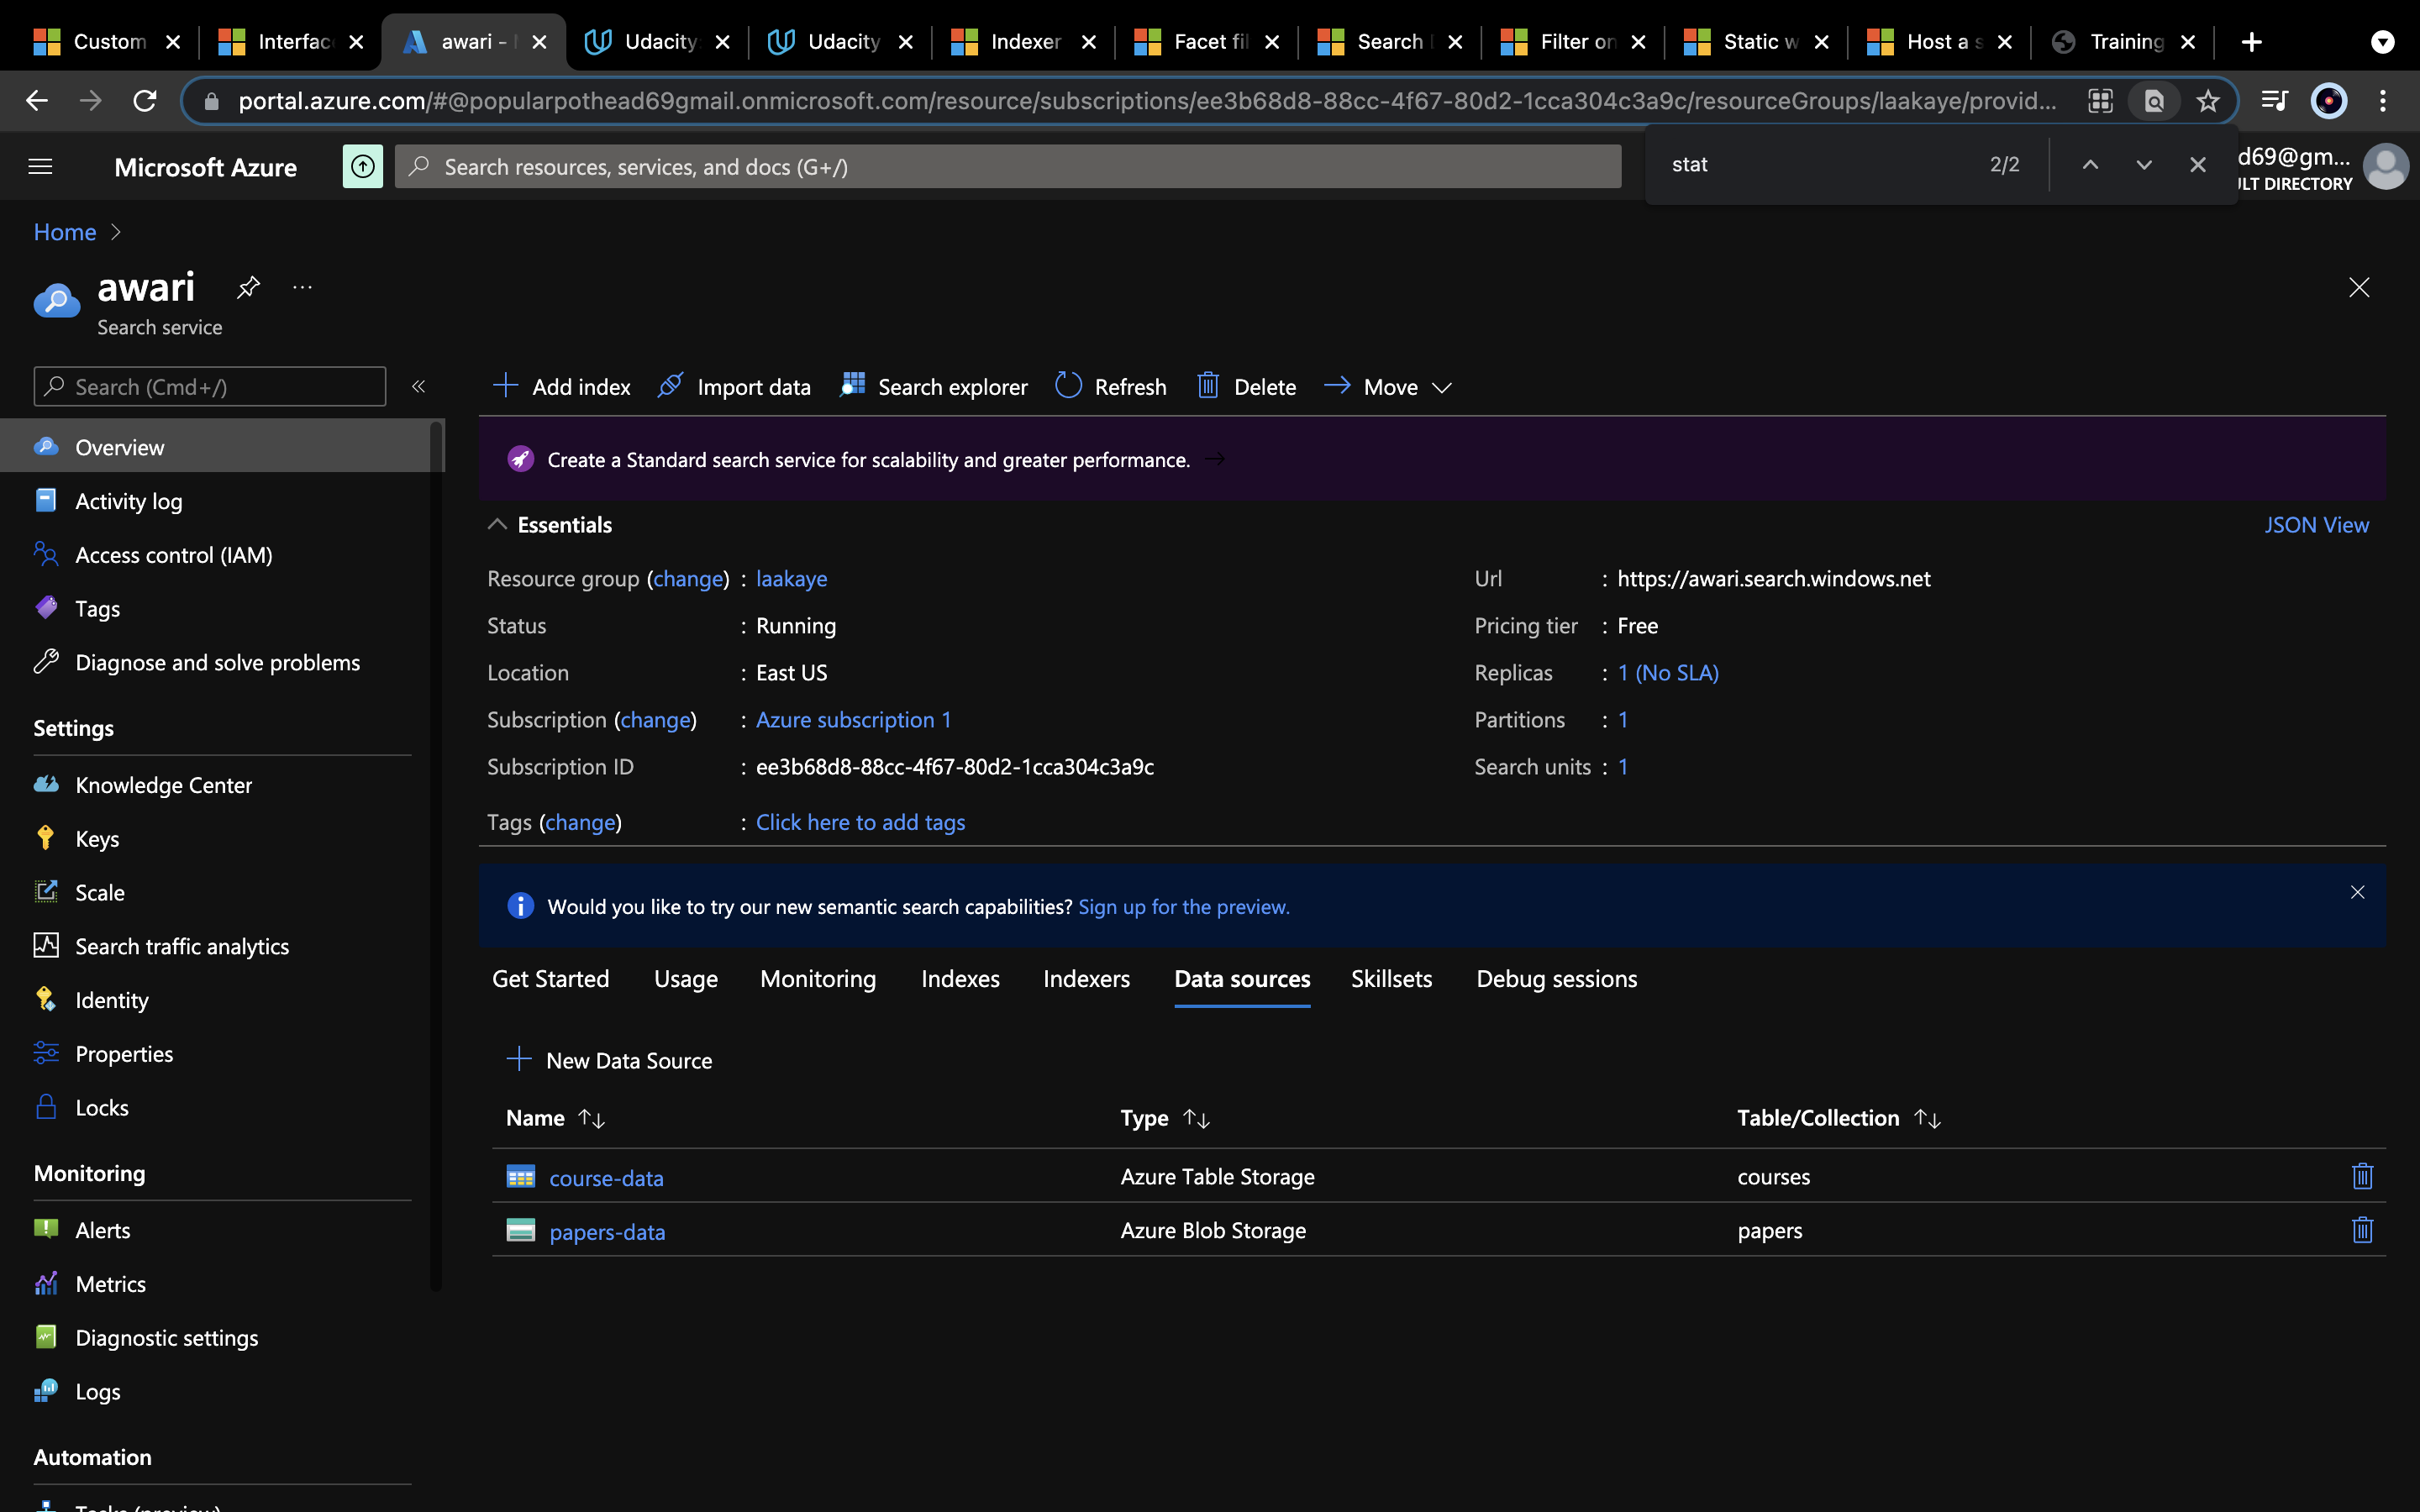 Custom
Interfac
awari -
Udacity
Udacity
Indexer
Facet fil
Search
Filter on
Static w
Host a s
Training
portal.azure.com/#@popularpothead69gmail.onmicrosoft.com/resource/subscriptions/ee3b68d8-88cc-4f67-80d2-1cca304c3a9c/resourceGroups/laakaye/provid...
Microsoft Azure
Search resources, services, and docs (G+/)
stat
2/2
d69@gm...
LT DIRECTORY
Home
awari
Search service
Search (Cmd+/)
Add index
Import data
Search explorer
Refresh
Delete
Move
Overview
Activity log
Access control (IAM)
Tags
Diagnose and solve problems
Settings
Knowledge Center
Keys
Scale
Search traffic analytics
Identity
Properties
Locks
Monitoring
Alerts
Metrics
Diagnostic settings
Logs
Automation
Tasks (preview)
Create a Standard search service for scalability and greater performance.
Essentials
JSON View
Resource group (change) : laakaye
Status : Running
Location : East US
Subscription (change) : Azure subscription 1
Subscription ID : ee3b68d8-88cc-4f67-80d2-1cca304c3a9c
Tags (change) : Click here to add tags
Url : https://awari.search.windows.net
Pricing tier : Free
Replicas : 1 (No SLA)
Partitions : 1
Search units : 1
Would you like to try our new semantic search capabilities? Sign up for the preview.
Get Started
Usage
Monitoring
Indexes
Indexers
Data sources
Skillsets
Debug sessions
New Data Source
Name Type Table/Collection
course-data Azure Table Storage courses
papers-data Azure Blob Storage papers